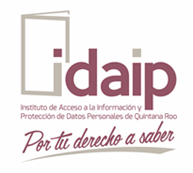 idaip
Instituto de Acceso a la Información y
Protección de Datos Personales de Quintana Roo
Por tu derecho a saber